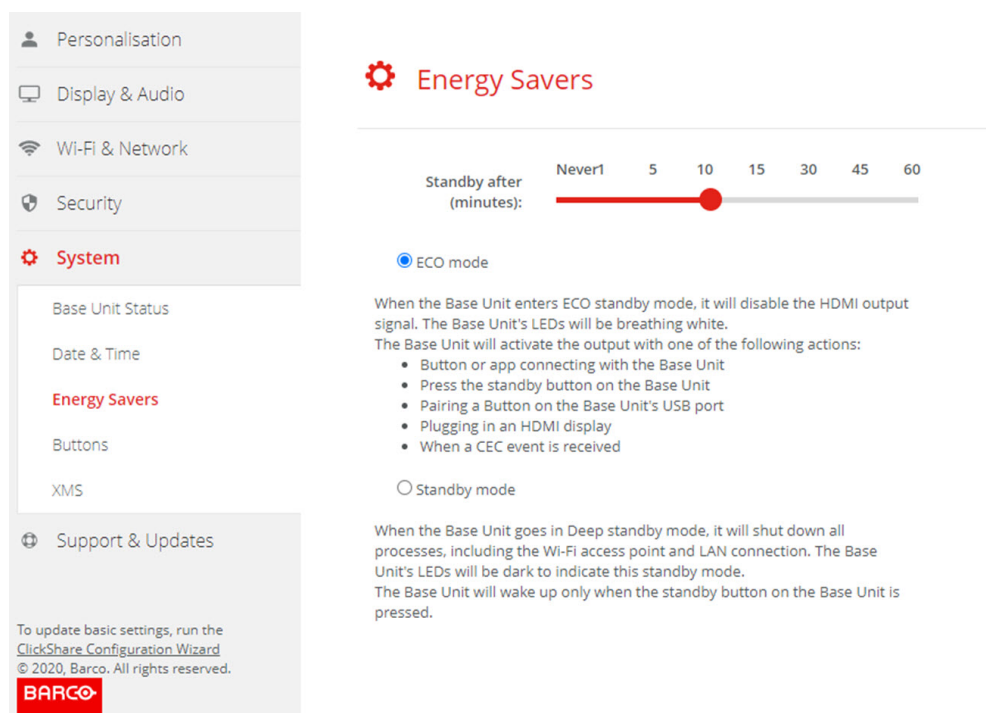 Personalisation
Display & Audio
Wi-Fi & Network
Security
System
Base Unit Status
Date & Time
Energy Savers
Buttons
XMS
Support & Updates
To update basic settings, run the
ClickShare Configuration Wizard
© 2020, Barco. All rights reserved.
BARCO
Energy Savers
Standby after
(minutes):
Never1 5 10 15 30 45 60
ECO mode
When the Base Unit enters ECO standby mode, it will disable the HDMI output
signal. The Base Unit's LEDs will be breathing white.
The Base Unit will activate the output with one of the following actions:
• Button or app connecting with the Base Unit
• Press the standby button on the Base Unit
• Pairing a Button on the Base Unit's USB port
• Plugging in an HDMI display
• When a CEC event is received
Standby mode
When the Base Unit goes in Deep standby mode, it will shut down all
processes, including the Wi-Fi access point and LAN connection. The Base
Unit's LEDs will be dark to indicate this standby mode.
The Base Unit will wake up only when the standby button on the Base Unit is
pressed.